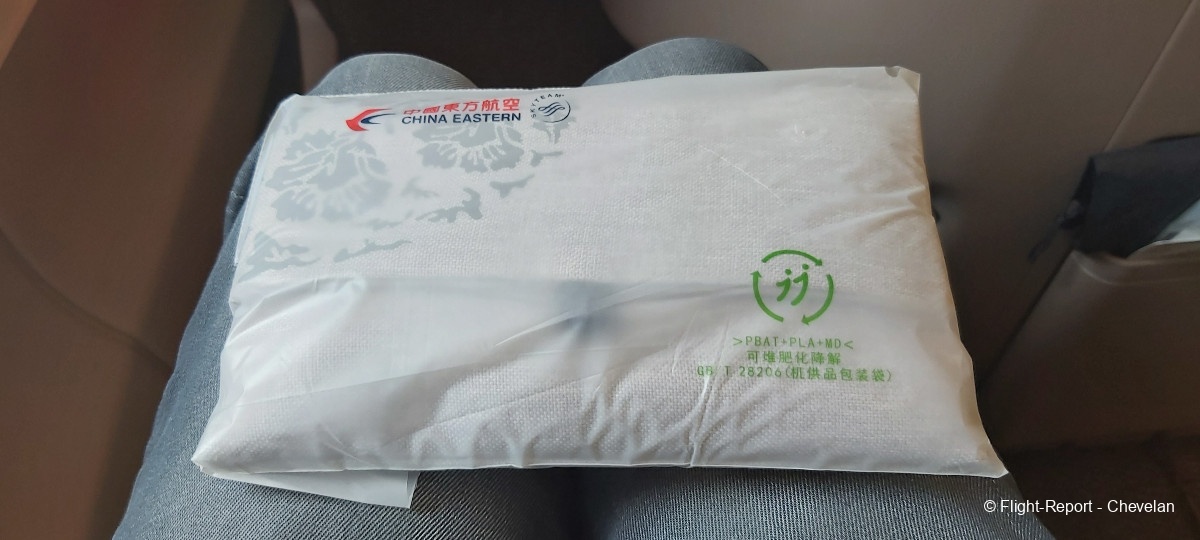 中國東方航空
CHINA EASTERN
SKYTEAM
jj
>PBAT+PLA+MD<
可堆肥化降解
GB/T 28206(机供品包装袋)
© Flight-Report - Chevelan